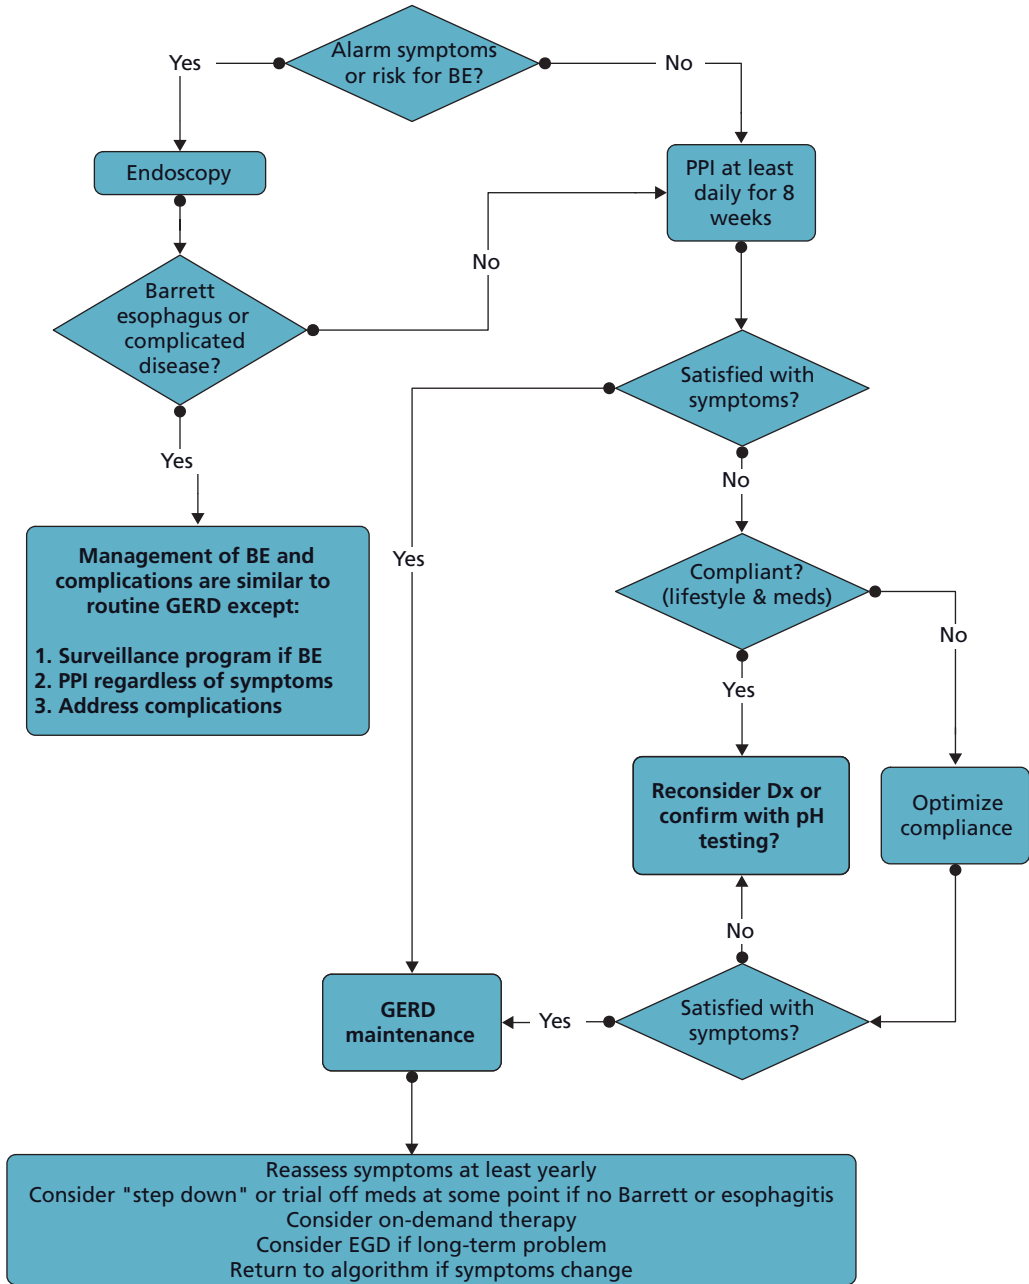 Alarm symptoms
or risk for BE?
Yes
No
Endoscopy
PPI at least
daily for 8
weeks
No
Barrett
esophagus or
complicated
disease?
Satisfied with
symptoms?
Yes
No
Management of BE and
complications are similar to
routine GERD except:
1. Surveillance program if BE
2. PPI regardless of symptoms
3. Address complications
Yes
Compliant?
(lifestyle & meds)
No
Yes
Reconsider Dx or
confirm with pH
testing?
Optimize
compliance
No
Satisfied with
symptoms?
Yes
GERD
maintenance
Reassess symptoms at least yearly
Consider "step down" or trial off meds at some point if no Barrett or esophagitis
Consider on-demand therapy
Consider EGD if long-term problem
Return to algorithm if symptoms change